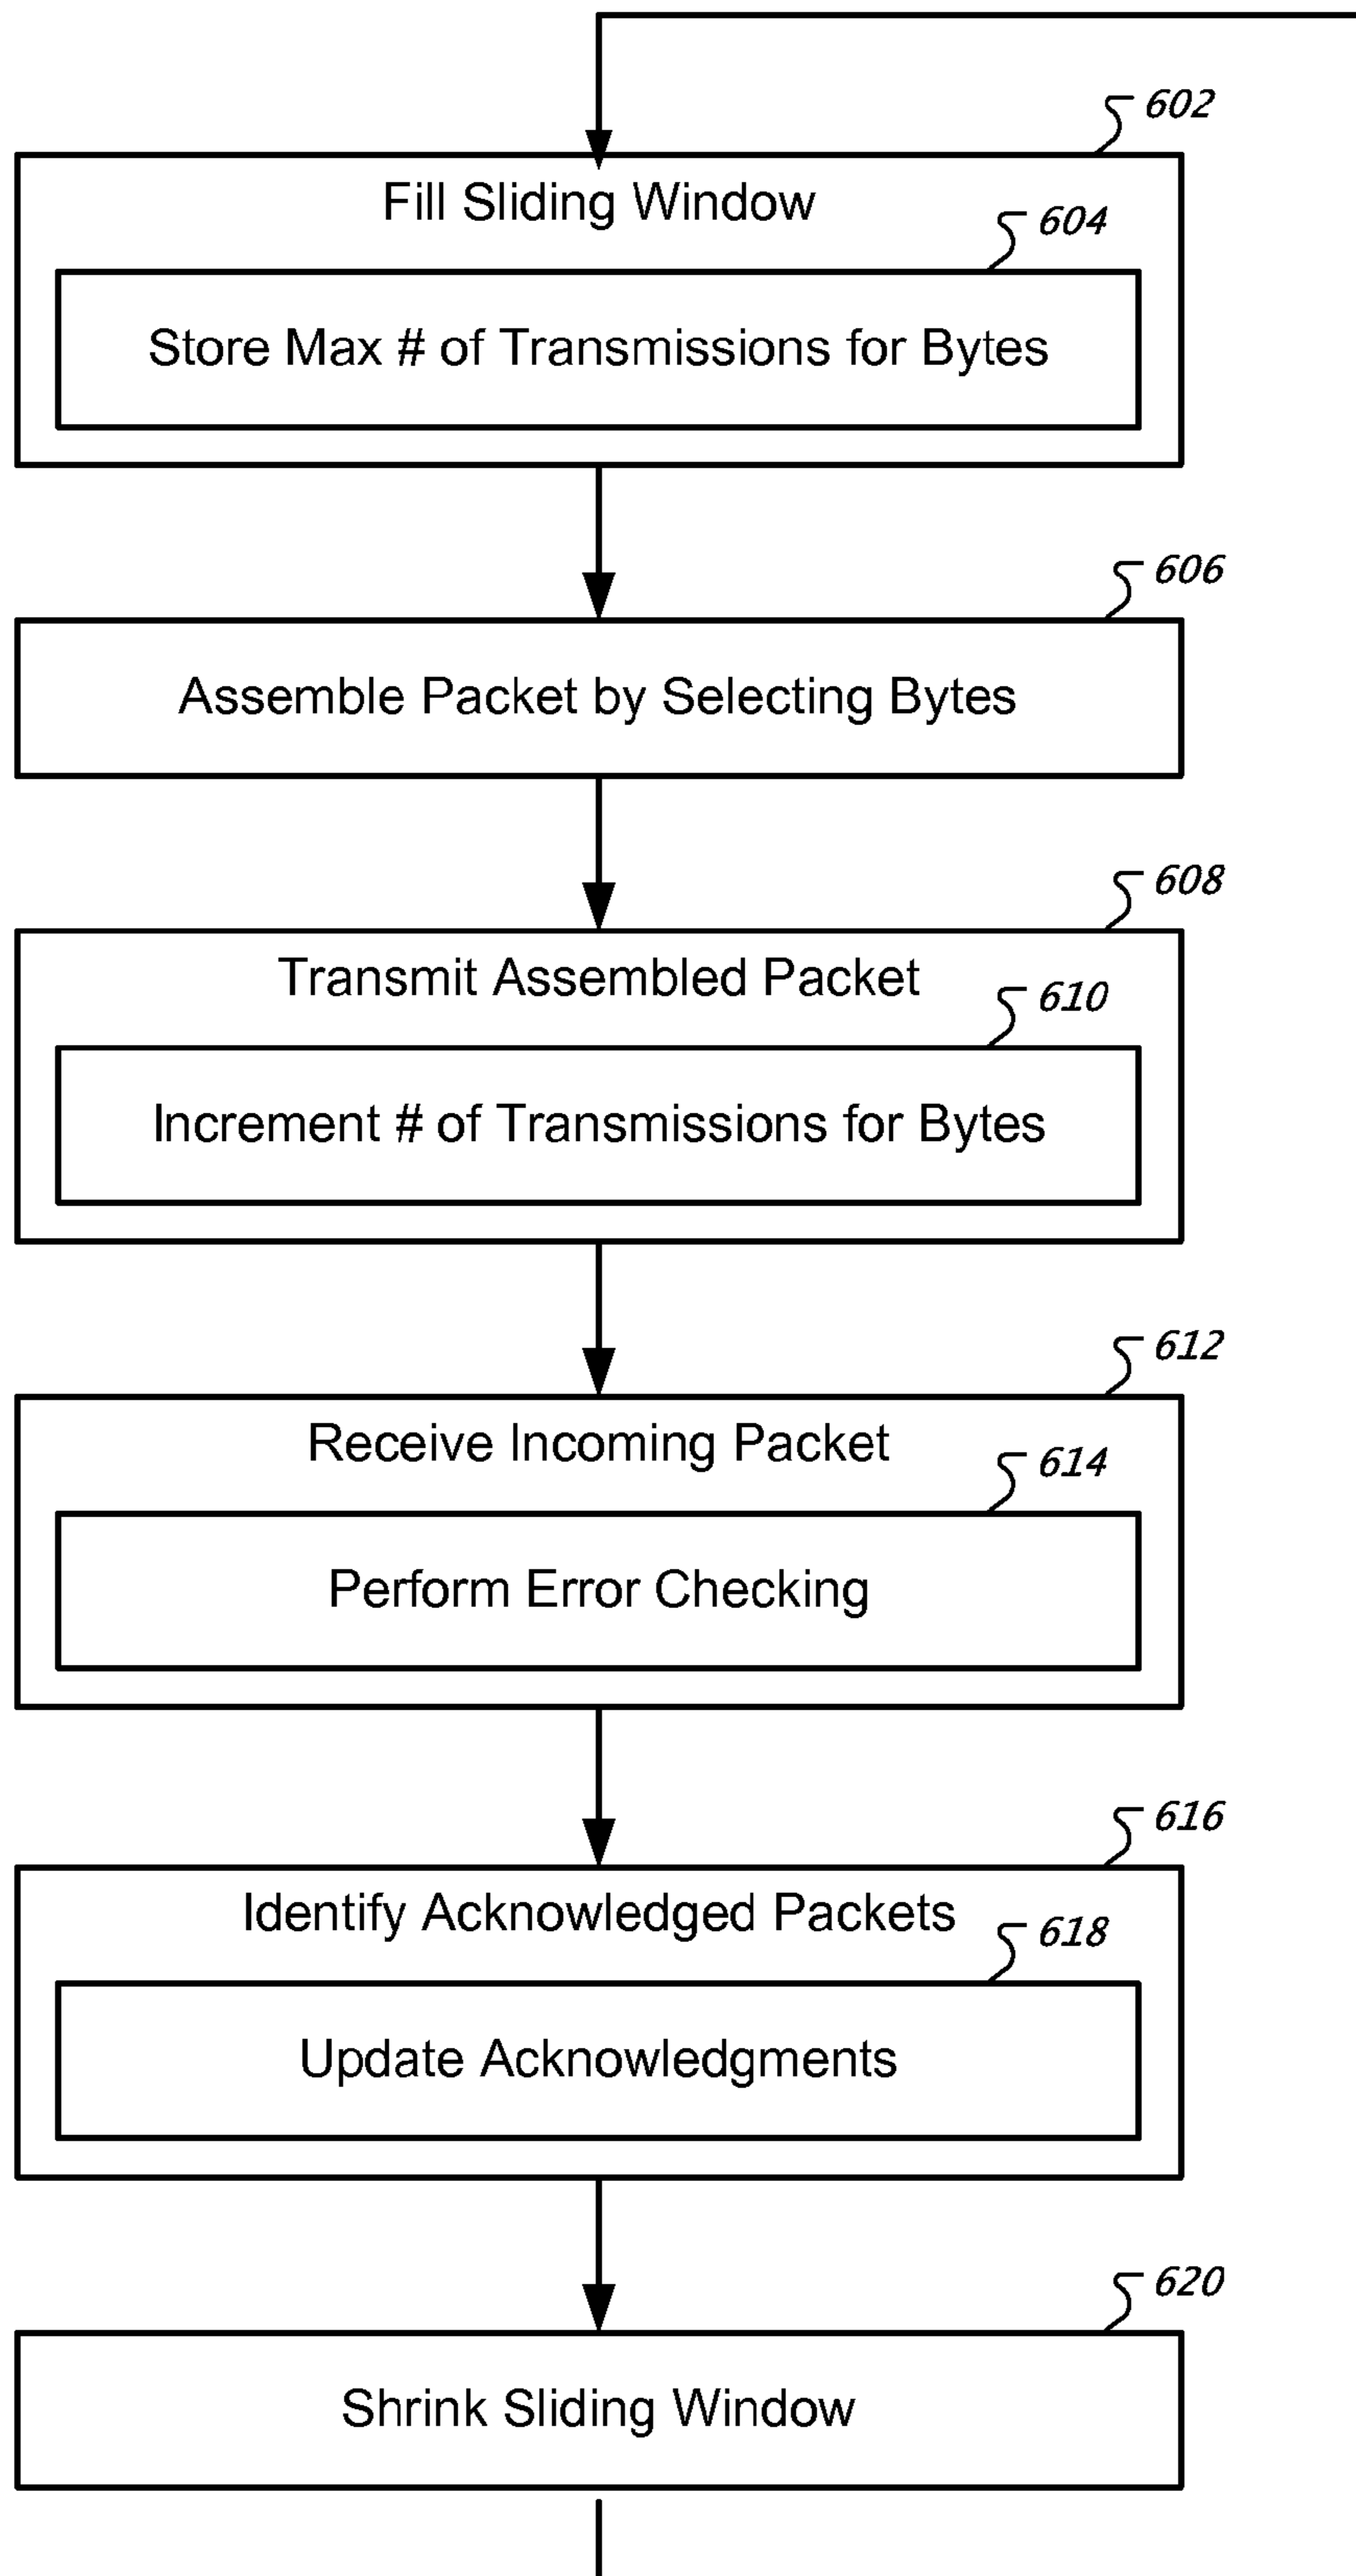 602
Fill Sliding Window
604
Store Max # of Transmissions for Bytes
606
Assemble Packet by Selecting Bytes
608
Transmit Assembled Packet
610
Increment # of Transmissions for Bytes
612
Receive Incoming Packet
614
Perform Error Checking
616
Identify Acknowledged Packets
618
Update Acknowledgments
620
Shrink Sliding Window